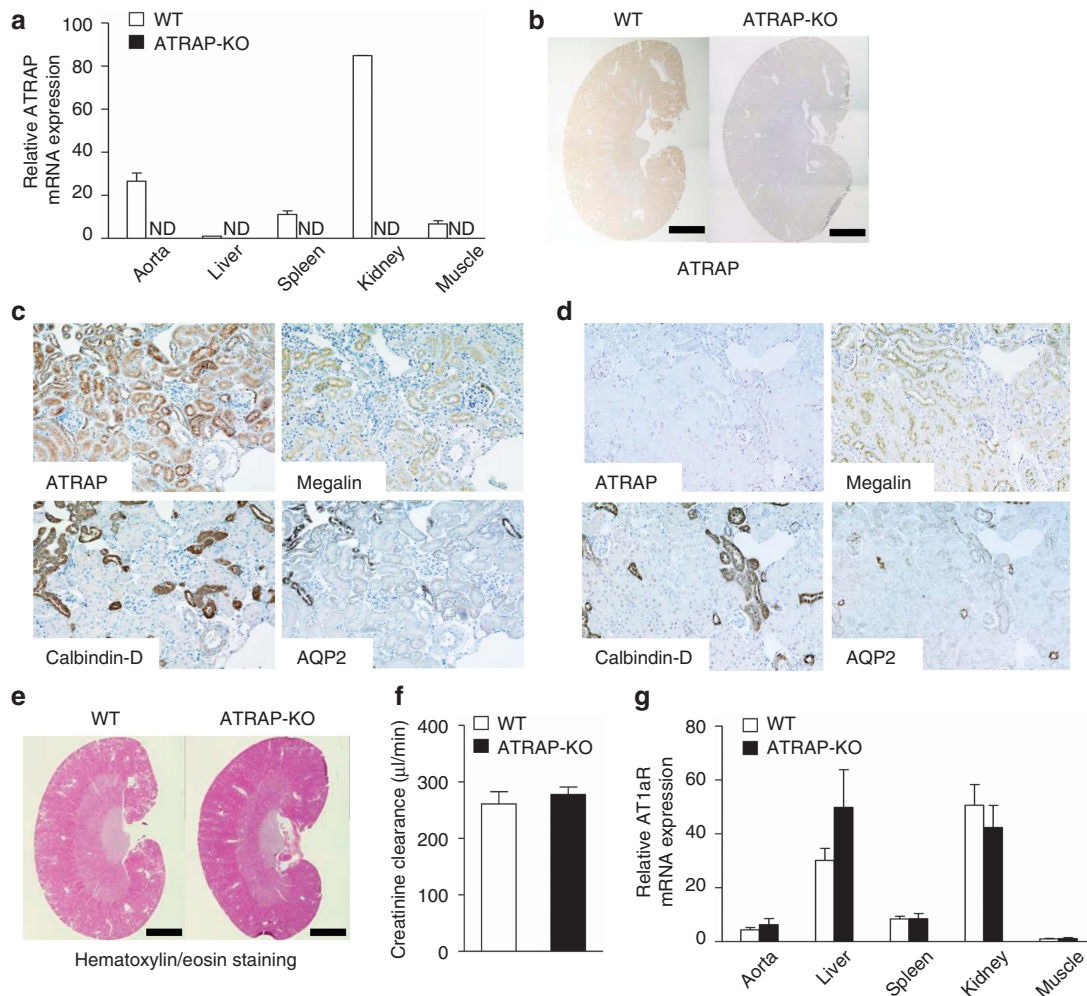 a
WT
ATRAP-KO
Relative ATRAP
mRNA expression
100
80
60
40
20
0
ND
ND
ND
ND
ND
Aorta
Liver
Spleen
Kidney
Muscle
b
WT
ATRAP-KO
ATRAP
c
ATRAP
Megalin
Calbindin-D
AQP2
d
ATRAP
Megalin
Calbindin-D
AQP2
e
WT
ATRAP-KO
Hematoxylin/eosin staining
f
WT
ATRAP-KO
Creatinine clearance (µl/min)
400
300
200
100
0
g
WT
ATRAP-KO
Relative AT1aR
mRNA expression
80
60
40
20
0
Aorta
Liver
Spleen
Kidney
Muscle